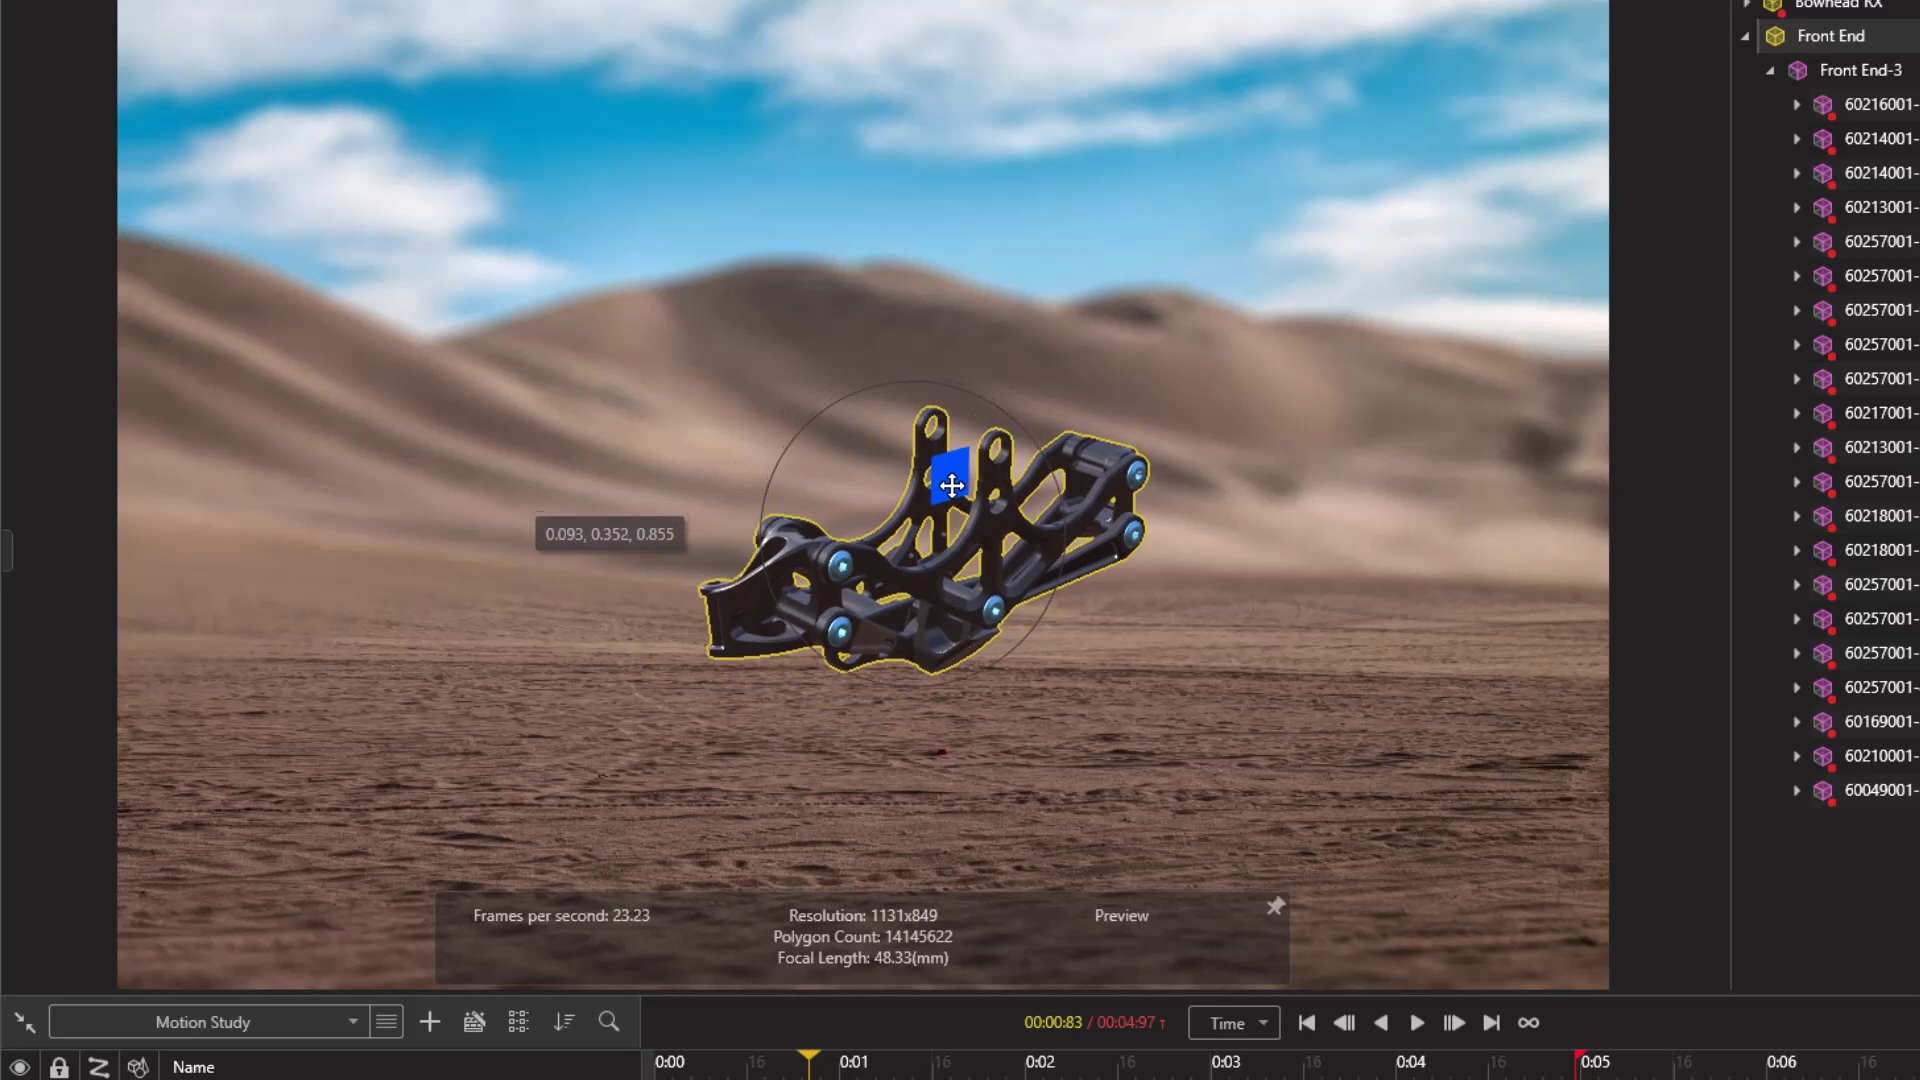 Bowhead RX
Front End
Front End-3
60216001-
60214001-
60214001-
60213001-
60257001-
60257001-
60257001-
60257001-
60257001-
60217001-
60213001-
60257001-
60218001-
60218001-
60257001-
60257001-
60257001-
60257001-
60169001-
60210001-
60049001-
0.093, 0.352, 0.855
Frames per second: 23.23
Resolution: 1131x849
Preview
Polygon Count: 14145622
Focal Length: 48.33(mm)
Motion Study
00:00:83 / 00:04:97 T
Time
Name
0:00 16 0:01 16 0:02 16 0:03 16 0:04 16 0:05 16 0:06 16